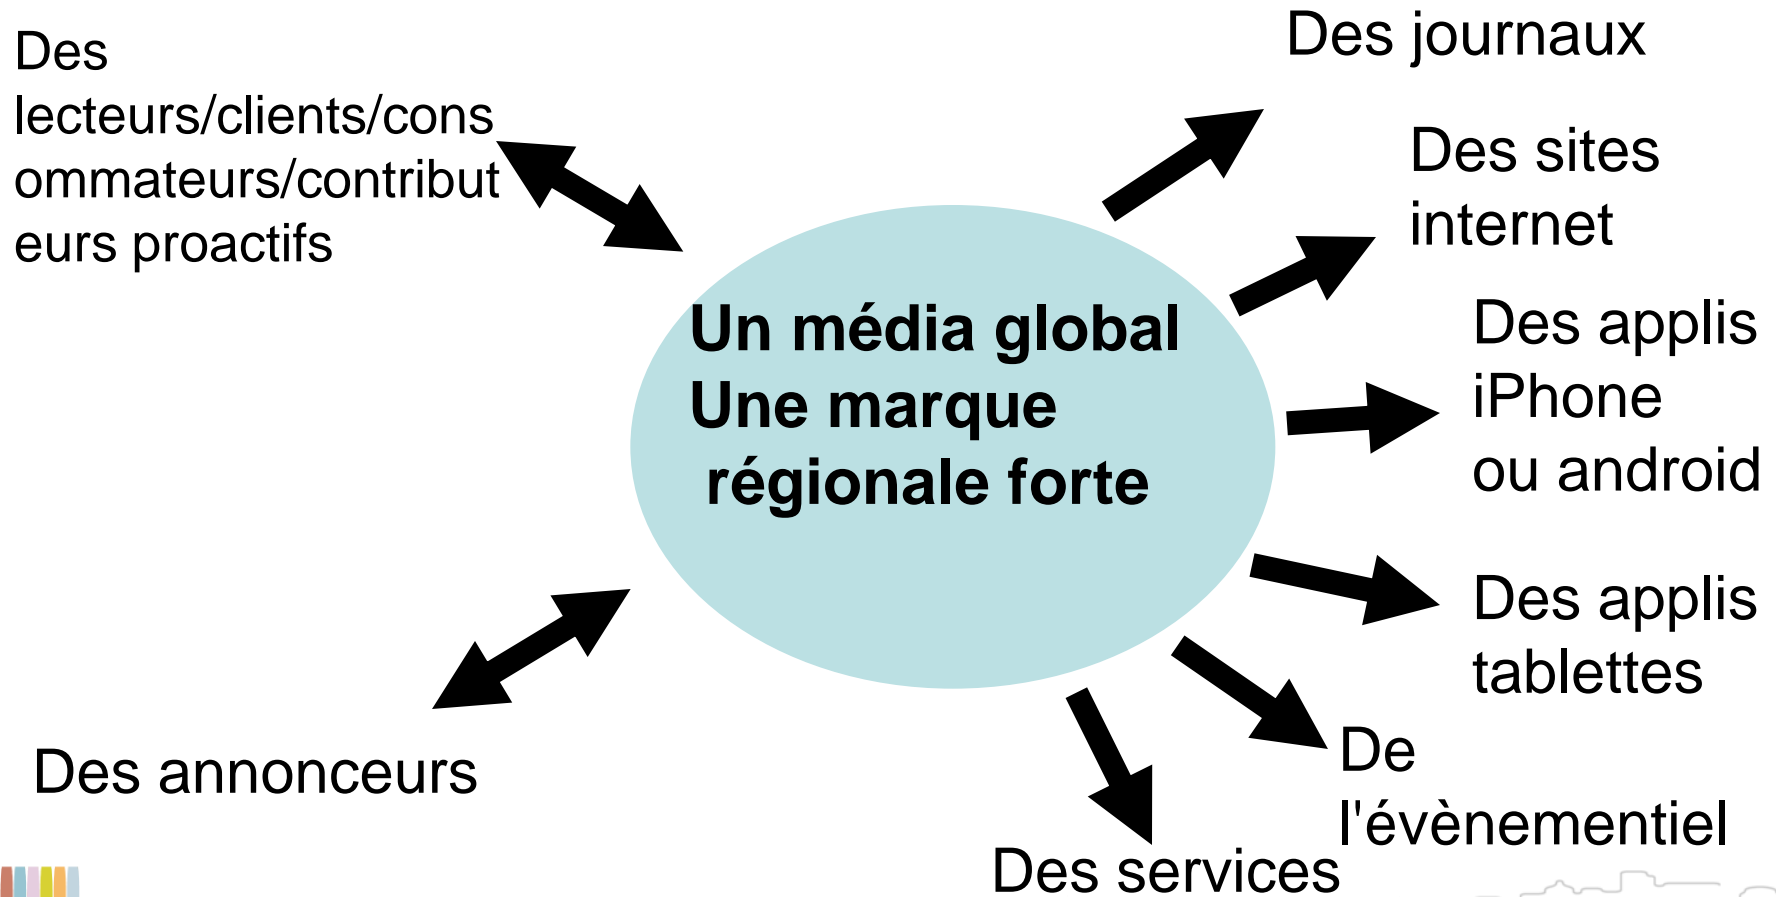 Des
lecteurs/clients/cons
ommateurs/contribut
eurs proactifs
Des journaux
Des sites
internet
Un média global
Une marque
régionale forte
Des applis
iPhone
ou android
Des applis
tablettes
Des annonceurs
De
l'évènementiel
Des services